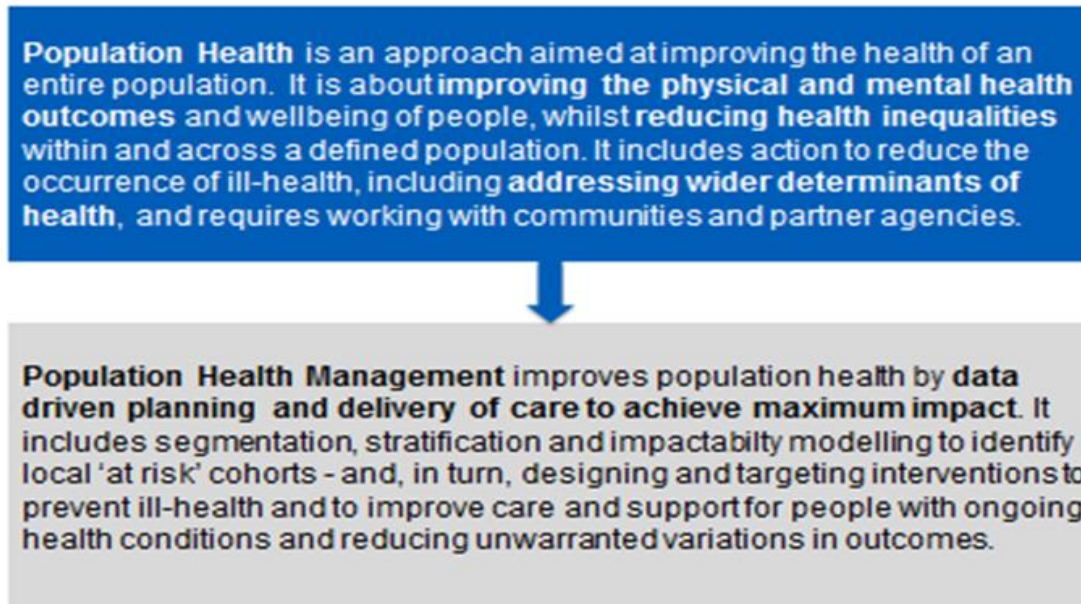 Population Health is an approach aimed at improving the health of an
entire population. It is about improving the physical and mental health
outcomes and wellbeing of people, whilst reducing health inequalities
within and across a defined population. It includes action to reduce the
occurrence of ill-health, including addressing wider determinants of
health, and requires working with communities and partner agencies.
Population Health Management improves population health by data
driven planning and delivery of care to achieve maximum impact. It
includes segmentation, stratification and impactabilty modelling to identify
local ‘at risk’ cohorts - and, in turn, designing and targeting interventions to
prevent ill-health and to improve care and support for people with ongoing
health conditions and reducing unwarranted variations in outcomes.